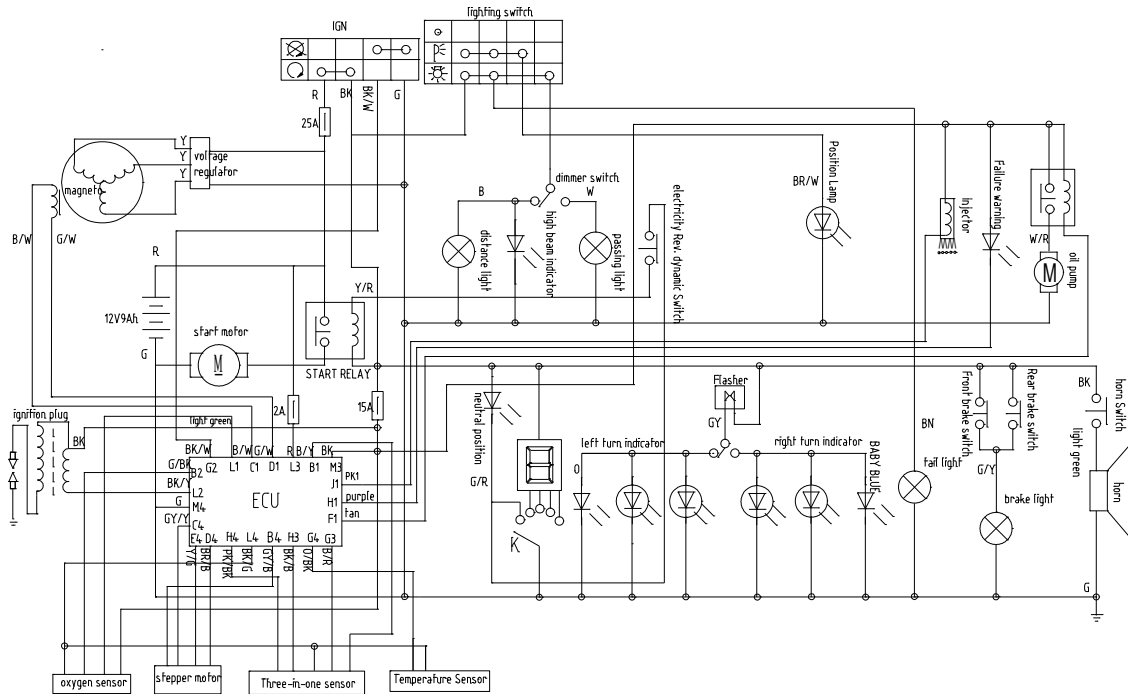 lighting switch
IGN
R
BK
BK/W
G
25A
Y
Y
Y
voltage
regulator
magneto
B/W
G/W
R
12V9Ah
G
start motor
M
Y/R
START RELAY
B
dimmer switch
W
distance light
high beam indicator
passing light
electricity Rev. dynamic Switch
BR/W
Position Lamp
Injector
Failure warning
W/R
M
oil pump
ignition plug
BK
2A
15A
light green
BK/W
B/W
G/W
R
B/Y
BK
G2
L1
C1
D1
L3
B1
M3
G/BK
B2
BK/Y
L2
G
M4
GY/Y
C4
ECU
J1
PK1
H1
purple
F1
tan
E4
D4
H4
L4
B4
H3
G4
G3
Y/G
BR/B
PK/BK
BK/G
GY/B
BK/B
O/BK
B/R
neutral position
G/R
K
Flasher
GY
left turn indicator
right turn indicator
O
BABY BLUE
BN
tail light
Front brake switch
Rear brake switch
G/Y
brake light
BK
horn Switch
light green
horn
G
oxygen sensor
stepper motor
Three-in-one sensor
Temperature Sensor